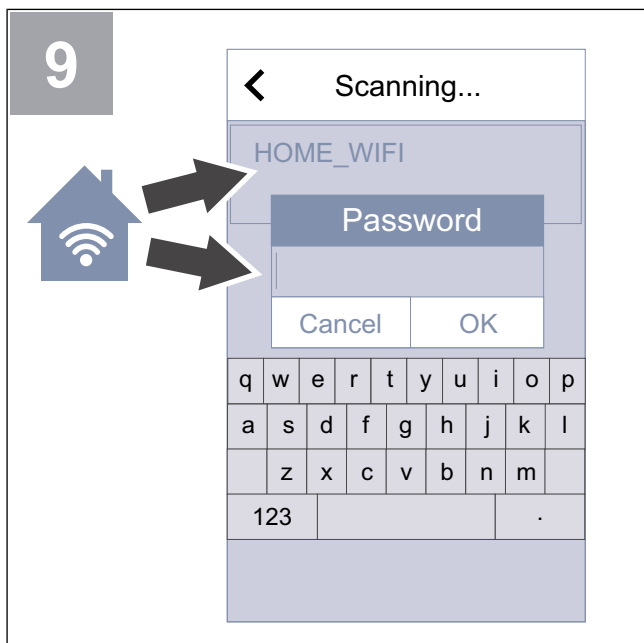 9
Scanning...
HOME_WIFI
Password
Cancel OK
q w e r t y u i o p
a s d f g h j k l
z x c v b n m
123 .